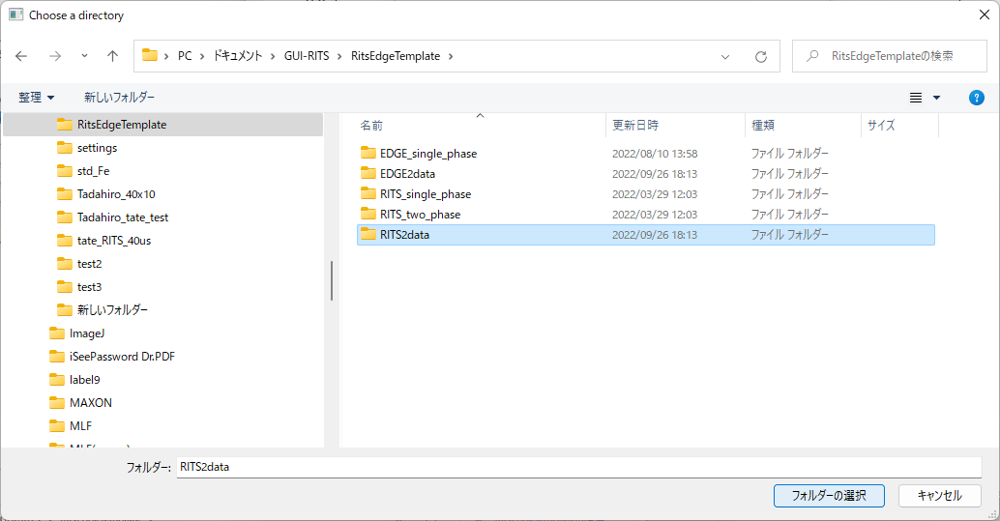 Choose a directory
PC ドキュメント GUI-RITS RitsEdgeTemplate
RitsEdgeTemplateの検索
整理 新しいフォルダー
?
RitsEdgeTemplate
settings
std_Fe
Tadahiro_40x10
Tadahiro_tate_test
tate_RITS_40us
test2
test3
新しいフォルダー
ImageJ
iSeePassword Dr.PDF
label9
MAXON
MLF
名前 更新日時 種類 サイズ
EDGE_single_phase 2022/08/10 13:58 ファイル フォルダー
EDGE2data 2022/09/26 18:13 ファイル フォルダー
RITS_single_phase 2022/03/29 12:03 ファイル フォルダー
RITS_two_phase 2022/03/29 12:03 ファイル フォルダー
RITS2data 2022/09/26 18:13 ファイル フォルダー
フォルダー: RITS2data
フォルダーの選択 キャンセル